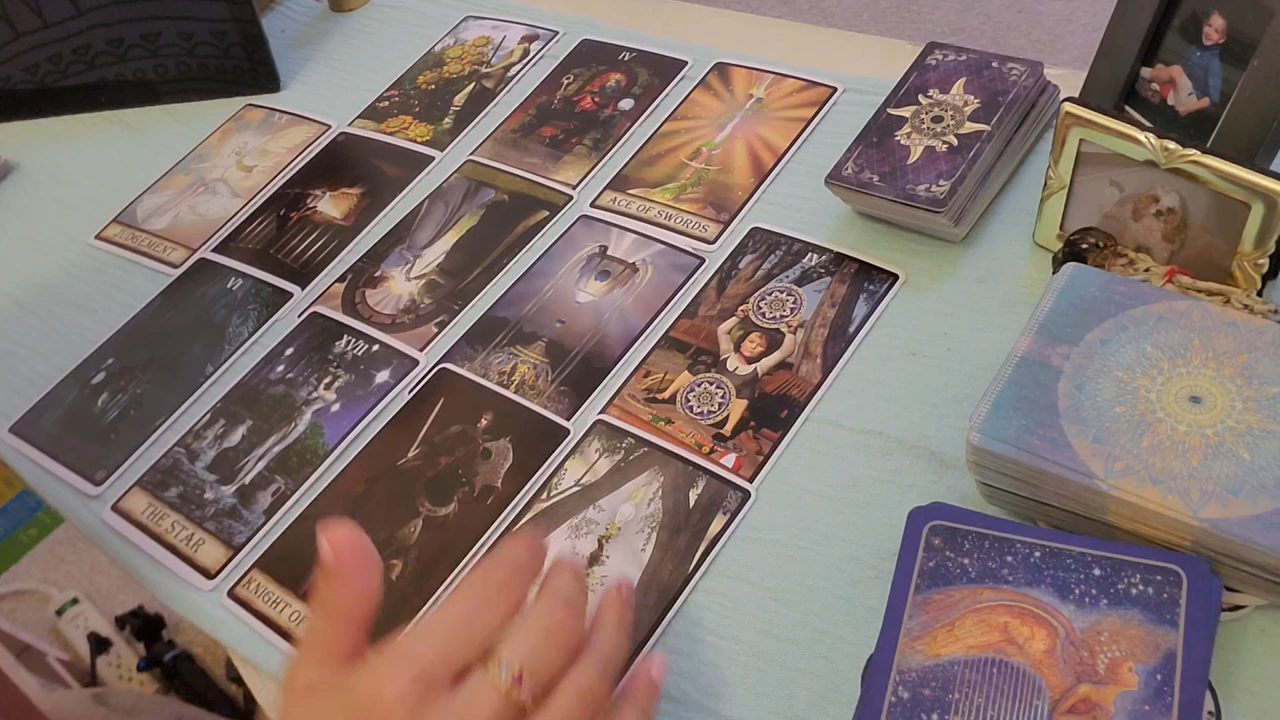 IV
ACE OF SWORDS
JUDGEMENT
IV
VI
XVII
THE STAR
KNIGHT OF